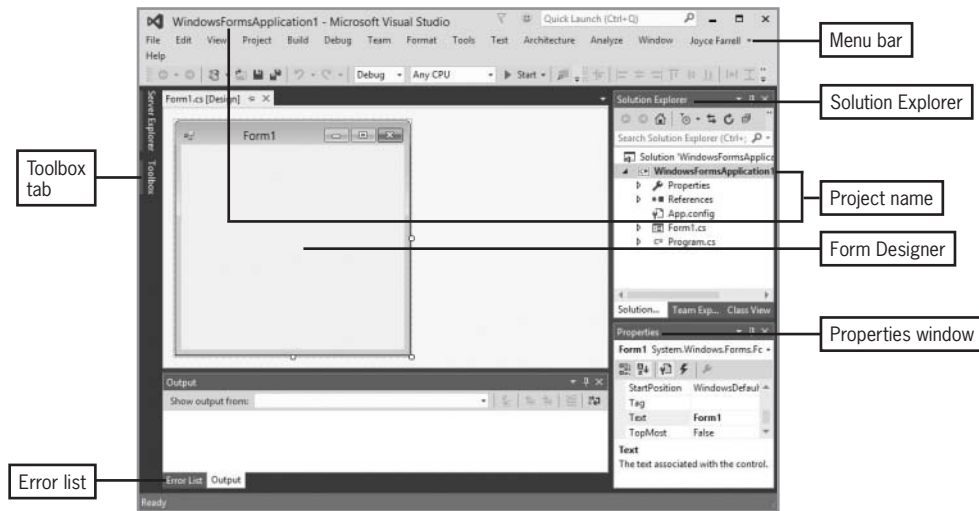 WindowsFormsApplication1 - Microsoft Visual Studio
Quick Launch (Ctrl+Q)
File Edit View Project Build Debug Team Format Tools Test Architecture Analyze Window Joyce Farrell
Help
Debug Any CPU Start
Menu bar
Server Explorer
Toolbox
Form1.cs [Design]
Form1
Solution Explorer
Search Solution Explorer (Ctrl+;
Solution 'WindowsFormsApplica
WindowsFormsApplication1
Properties
References
App.config
Form1.cs
Program.cs
Solution... Team Exp... Class View
Solution Explorer
Toolbox
tab
Project name
Form Designer
Properties window
Properties
Form1 System.Windows.Forms.Fc
StartPosition WindowsDefaul
Tag
Text Form1
TopMost False
Text
The text associated with the control.
Output
Show output from:
Error List Output
Error list
Ready